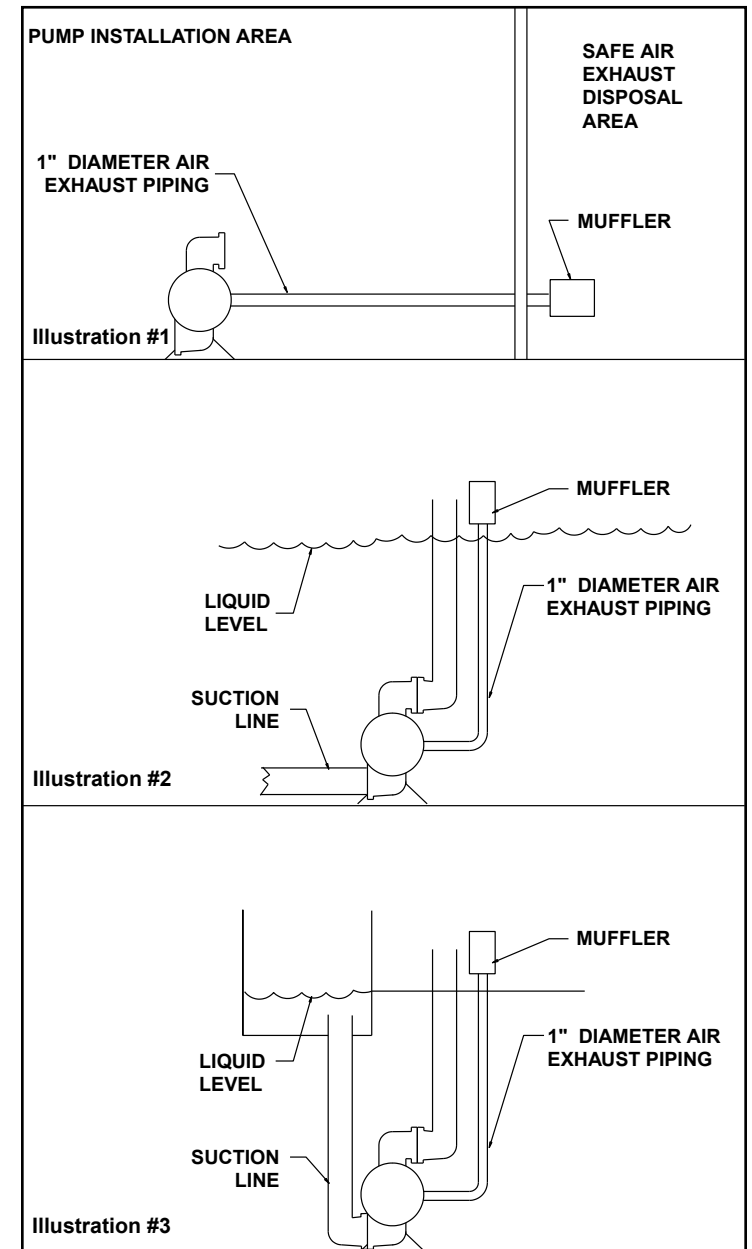 PUMP INSTALLATION AREA
SAFE AIR
EXHAUST
DISPOSAL
AREA
1" DIAMETER AIR
EXHAUST PIPING
MUFFLER
Illustration #1
MUFFLER
LIQUID
LEVEL
1" DIAMETER AIR
EXHAUST PIPING
SUCTION
LINE
Illustration #2
MUFFLER
LIQUID
LEVEL
1" DIAMETER AIR
EXHAUST PIPING
SUCTION
LINE
Illustration #3